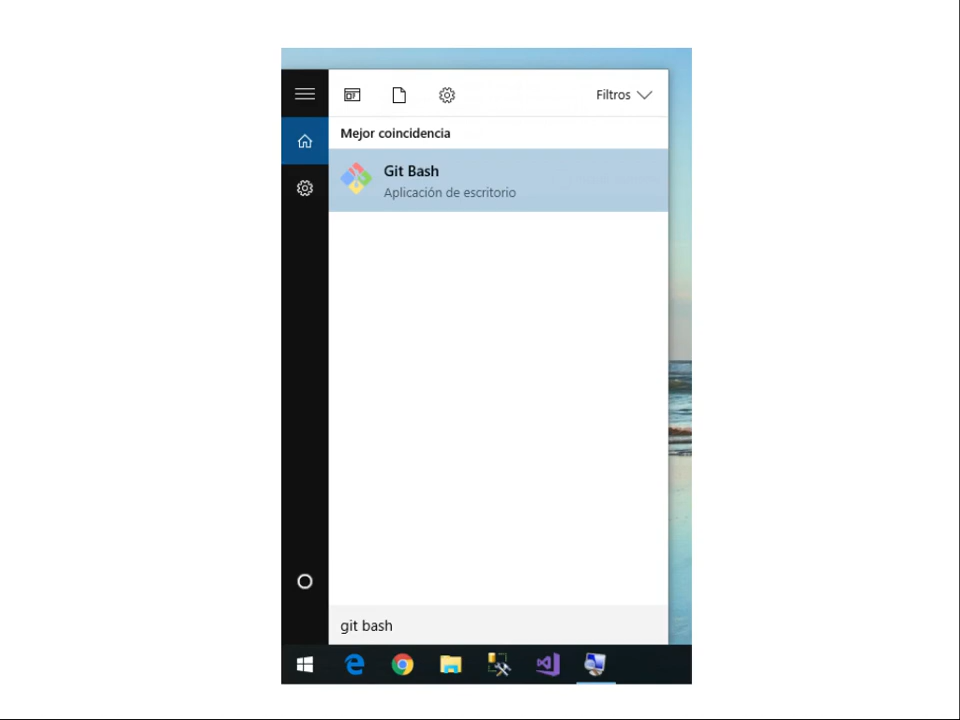 Filtros
Mejor coincidencia
Git Bash
Aplicación de escritorio
git bash